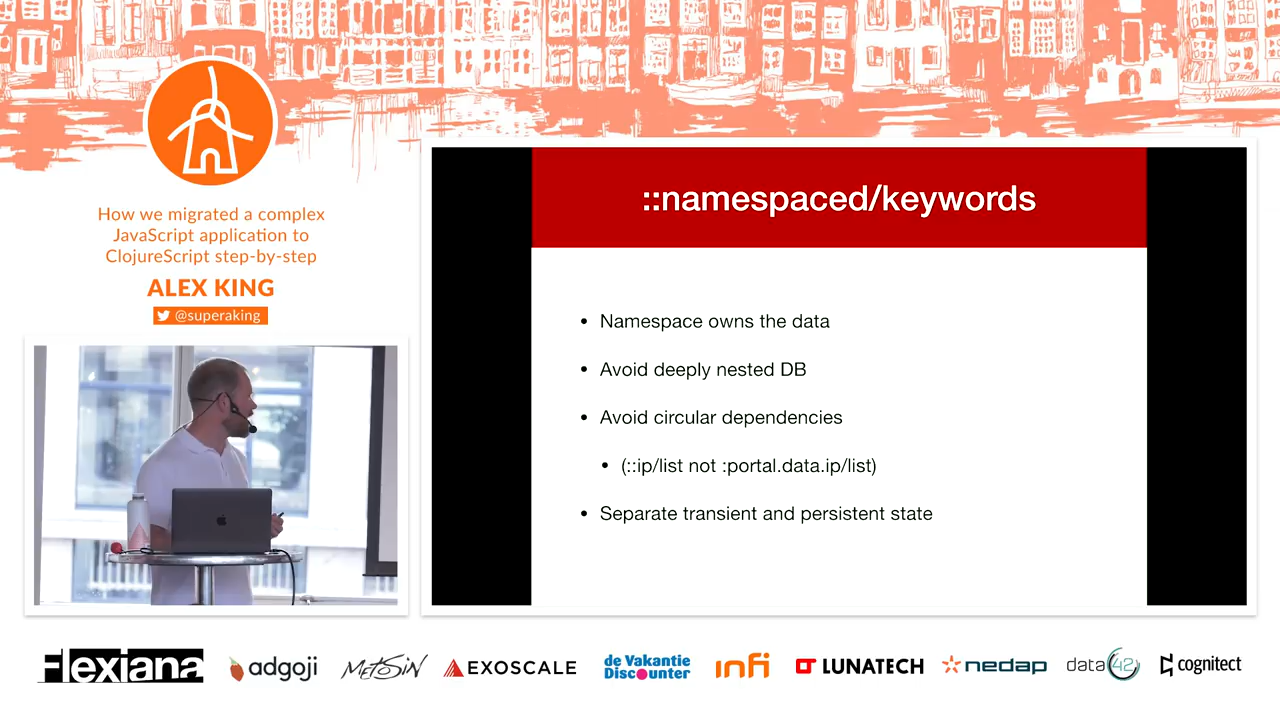 How we migrated a complex
JavaScript application to
ClojureScript step-by-step
ALEX KING
@superaking
::namespaced/keywords
• Namespace owns the data
• Avoid deeply nested DB
• Avoid circular dependencies
• (::ip/list not :portal.data.ip/list)
• Separate transient and persistent state
Flexiana adgoji METOSIN EXOSCALE de Vakantie Discounter infi LUNATECH nedap data42 cognitect